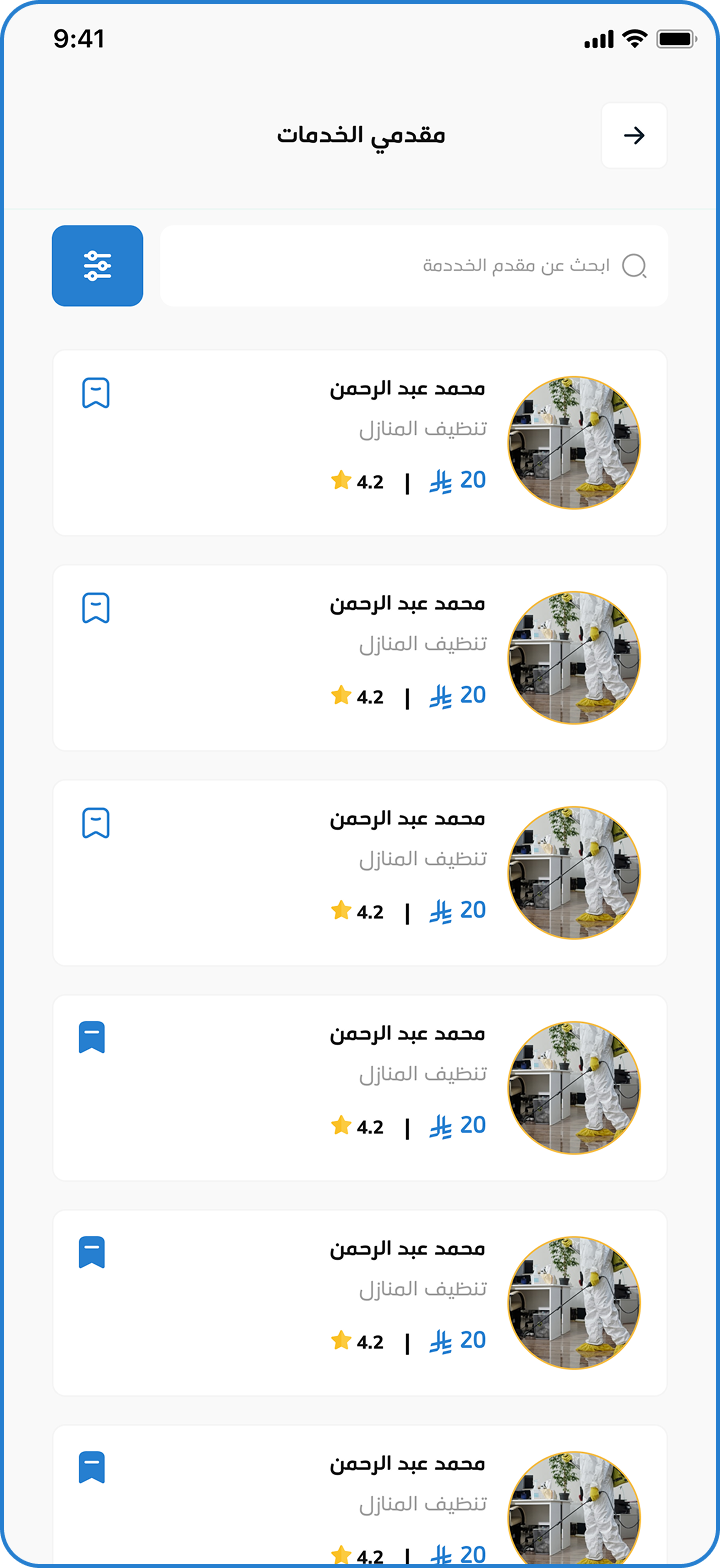 9:41
مقدمي الخدمات
ابحث عن مقدم الخددمة
محمد عبد الرحمن
تنظيف المنازل
20 | 4.2
محمد عبد الرحمن
تنظيف المنازل
20 | 4.2
محمد عبد الرحمن
تنظيف المنازل
20 | 4.2
محمد عبد الرحمن
تنظيف المنازل
20 | 4.2
محمد عبد الرحمن
تنظيف المنازل
20 | 4.2
محمد عبد الرحمن
تنظيف المنازل
20 | 4.2